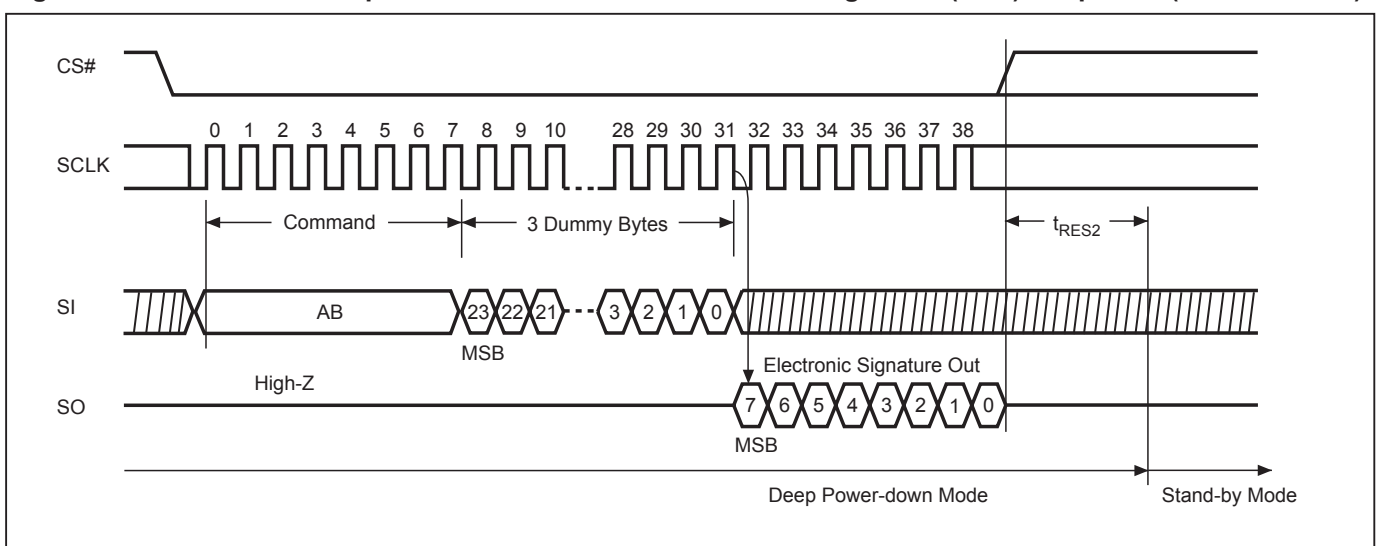 CS#
0 1 2 3 4 5 6 7 8 9 10 28 29 30 31 32 33 34 35 36 37 38
SCLK
Command
3 Dummy Bytes
tRES2
SI
AB
23 22 21 3 2 1 0
MSB
Electronic Signature Out
High-Z
SO
7 6 5 4 3 2 1 0
MSB
Deep Power-down Mode
Stand-by Mode